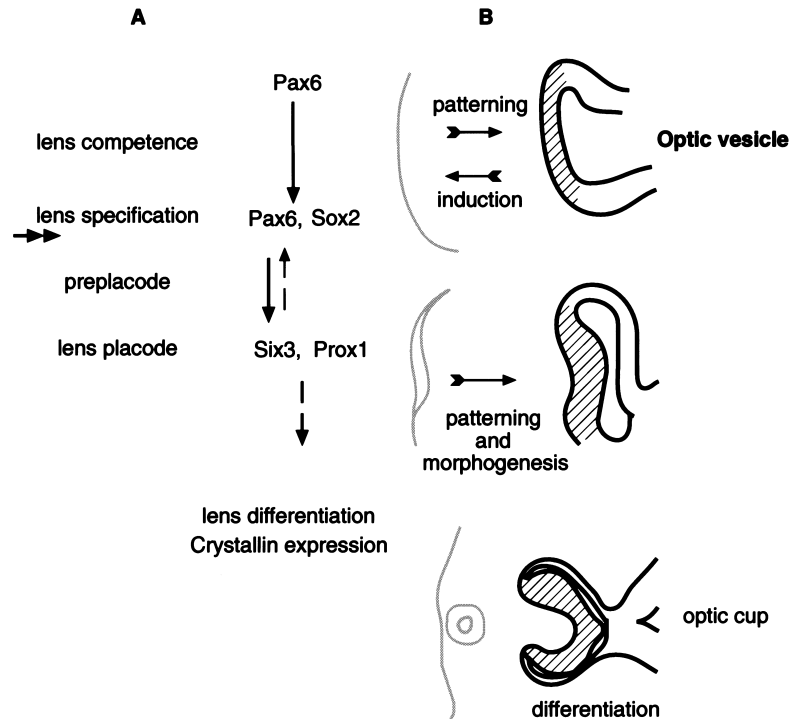 A
B
Pax6
lens competence
lens specification
Pax6, Sox2
preplacode
lens placode
Six3, Prox1
lens differentiation
Crystallin expression
patterning
induction
Optic vesicle
patterning
and
morphogenesis
optic cup
differentiation